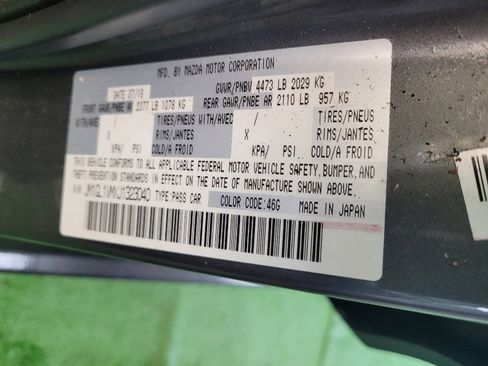 MFD. BY MAZDA MOTOR CORPORATION
DATE 07/18 GVWR/PNBV 4473 LB 2029 KG
FRONT GAWR/PNBE AR 2377 LB 1078 KG REAR GAWR/PNBE AR 2110 LB 957 KG
/ TIRES/PNEUS WITH/AVEC / TIRES/PNEUS WITH/AVEC
X RIMS/JANTES X RIMS/JANTES
KPA/ PSI COLD/A FROID KPA/ PSI COLD/A FROID
THIS VEHICLE CONFORMS TO ALL APPLICABLE FEDERAL MOTOR VEHICLE SAFETY, BUMPER, AND
THEFT PREVENTION STANDARDS IN EFFECT ON THE DATE OF MANUFACTURE SHOWN ABOVE.
VIN: TYPE:PASS CAR COLOR CODE:46G MADE IN JAPAN